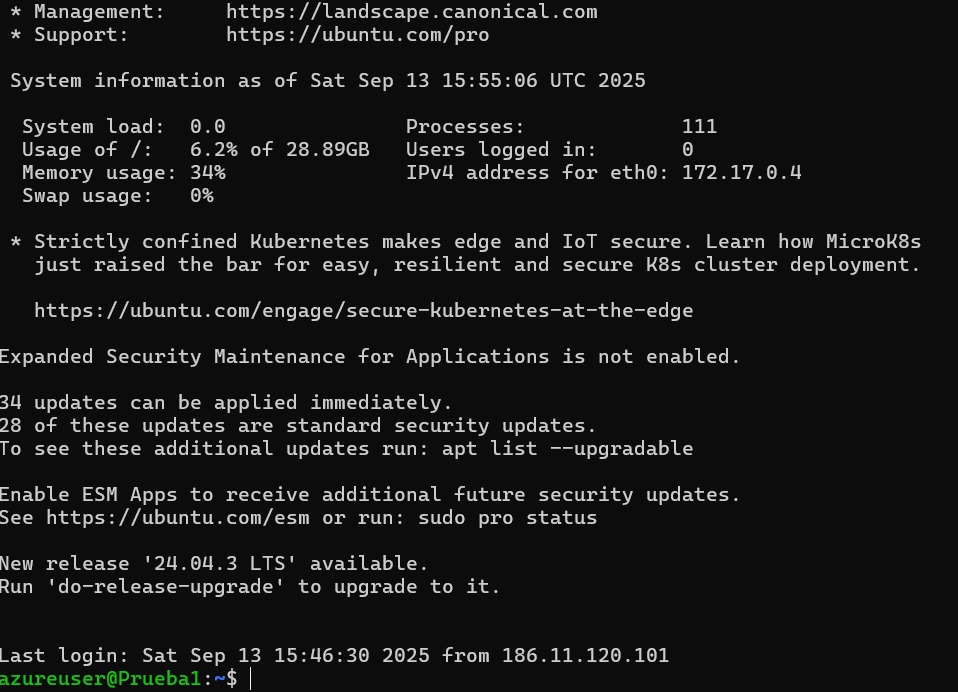 * Management:     https://landscape.canonical.com
* Support:        https://ubuntu.com/pro
System information as of Sat Sep 13 15:55:06 UTC 2025
System load:  0.0               Processes:             111
Usage of /:   6.2% of 28.89GB   Users logged in:       0
Memory usage: 34%               IPv4 address for eth0: 172.17.0.4
Swap usage:   0%
* Strictly confined Kubernetes makes edge and IoT secure. Learn how MicroK8s
just raised the bar for easy, resilient and secure K8s cluster deployment.
https://ubuntu.com/engage/secure-kubernetes-at-the-edge
Expanded Security Maintenance for Applications is not enabled.
34 updates can be applied immediately.
28 of these updates are standard security updates.
To see these additional updates run: apt list --upgradable
Enable ESM Apps to receive additional future security updates.
See https://ubuntu.com/esm or run: sudo pro status
New release '24.04.3 LTS' available.
Run 'do-release-upgrade' to upgrade to it.
Last login: Sat Sep 13 15:46:30 2025 from 186.11.120.101
azureuser@Prueba1:~$